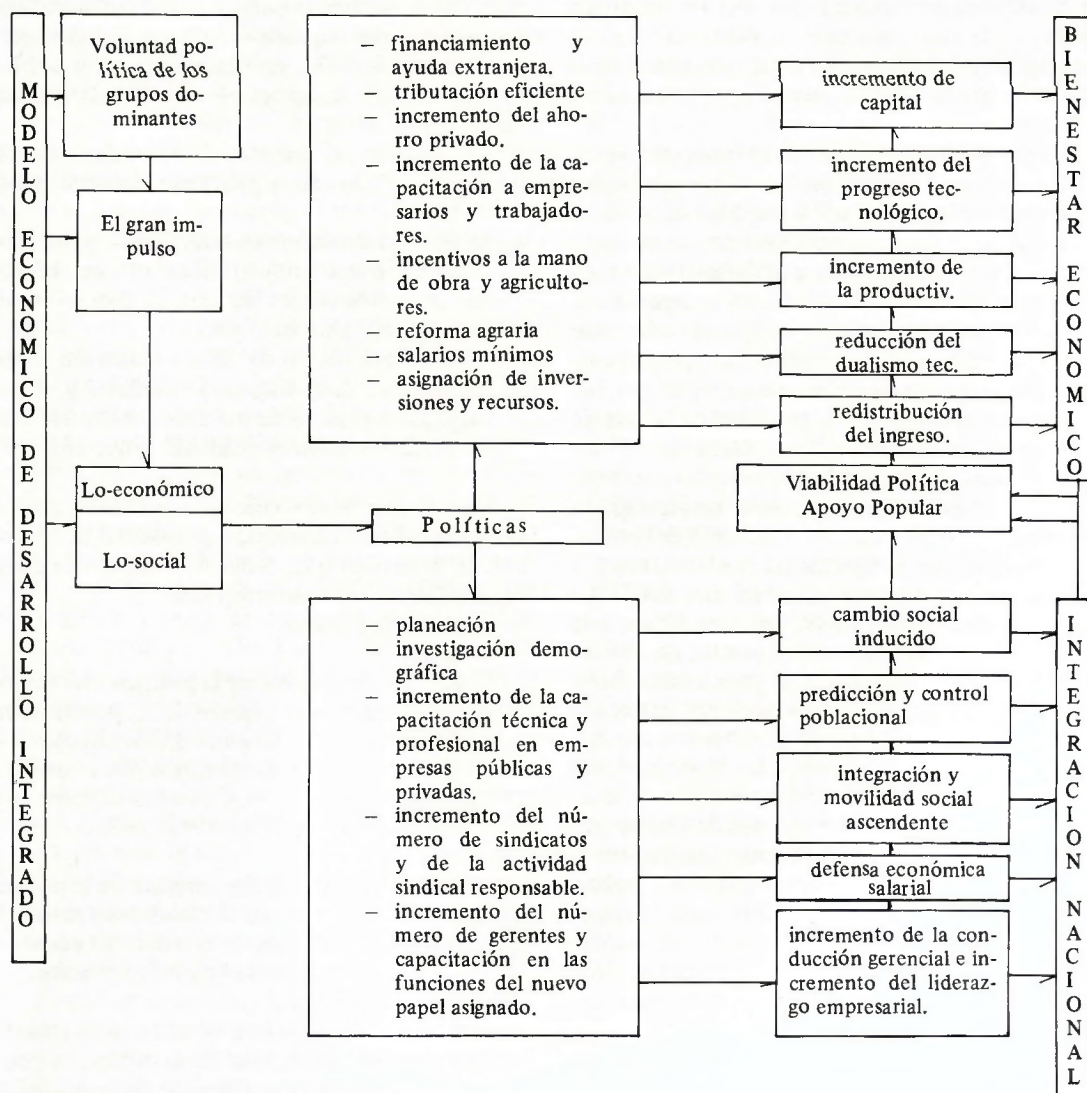 MODELO ECONOMICO DE DESARROLLO INTEGRADO
Voluntad po-
lítica de los
grupos do-
minantes
El gran im-
pulso
Lo-económico
Lo-social
— financiamiento y
ayuda extranjera.
— tributación eficiente
— incremento del aho-
rro privado.
— incremento de la ca-
pacitación a empre-
sarios y trabajado-
res.
— incentivos a la mano
de obra y agriculto-
res.
— reforma agraria
— salarios mínimos
— asignación de inver-
siones y recursos.
Políticas
— planeación
— investigación demo-
gráfica
— incremento de la ca-
pacitación técnica y
profesional en em-
presas públicas y
privadas.
— incremento del nú-
mero de sindicatos
y de la actividad
sindical responsable.
— incremento del nú-
mero de gerentes y
capacitación en las
funciones del nuevo
papel asignado.
incremento de
capital
incremento del
progreso tec-
nológico.
incremento de
la productiv.
reducción del
dualismo tec.
redistribución
del ingreso.
Viabilidad Política
Apoyo Popular
cambio social
inducido
predicción y control
poblacional
integración y
movilidad social
ascendente
defensa económica
salarial
incremento de la con-
ducción gerencial e in-
cremento del lideraz-
go empresarial.
BIENESTAR ECONOMICO
INTEGRACION NACIONAL